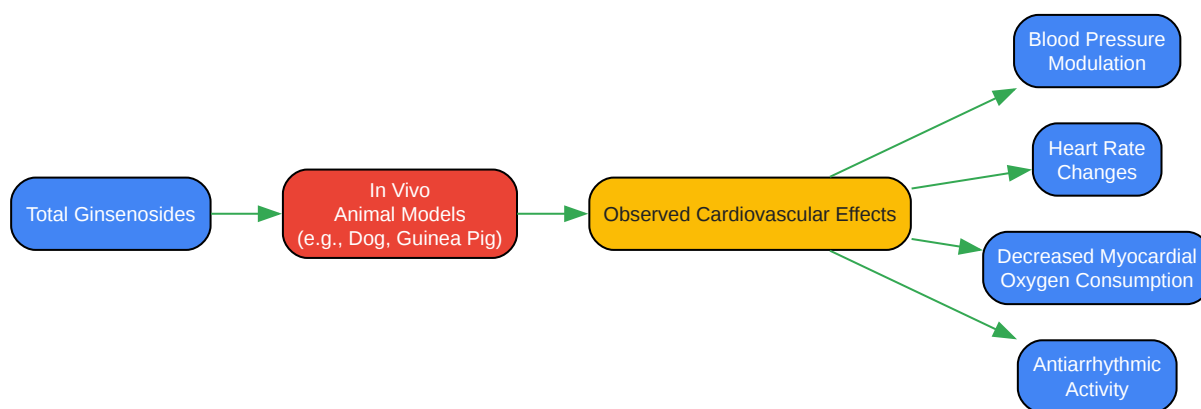 Total Ginsenosides
In Vivo
Animal Models
(e.g., Dog, Guinea Pig)
Observed Cardiovascular Effects
Blood Pressure
Modulation
Heart Rate
Changes
Decreased Myocardial
Oxygen Consumption
Antiarrhythmic
Activity